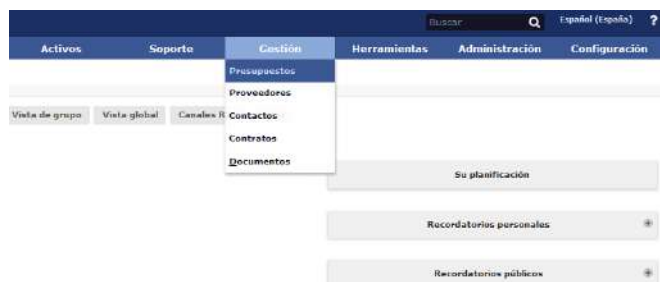 Buscar Español (España) ?
Activos Soporte Gestión Herramientas Administración Configuración
Presupuestos
Proveedores
Vista de grupo Vista global Canales R Contactos
Contratos
Documentos
Su planificación
Recordatorios personales
Recordatorios públicos